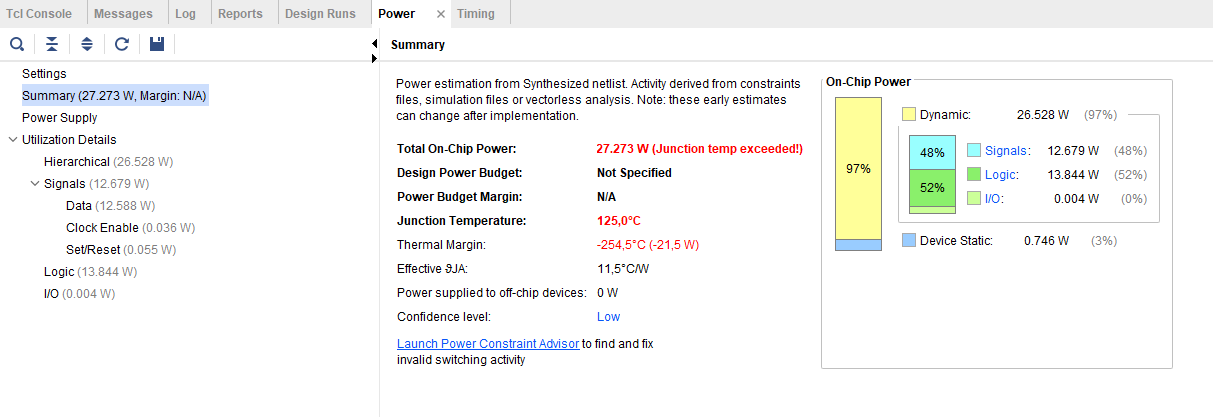 Tcl Console Messages Log Reports Design Runs Power × Timing
Summary
Settings
Summary (27.273 W, Margin: N/A)
Power Supply
Utilization Details
Hierarchical (26.528 W)
Signals (12.679 W)
Data (12.588 W)
Clock Enable (0.036 W)
Set/Reset (0.055 W)
Logic (13.844 W)
I/O (0.004 W)
Power estimation from Synthesized netlist. Activity derived from constraints
files, simulation files or vectorless analysis. Note: these early estimates
can change after implementation.
Total On-Chip Power: 27.273 W (Junction temp exceeded!)
Design Power Budget: Not Specified
Power Budget Margin: N/A
Junction Temperature: 125,0°C
Thermal Margin: -254,5°C (-21,5 W)
Effective ϑJA: 11,5°C/W
Power supplied to off-chip devices: 0 W
Confidence level: Low
Launch Power Constraint Advisor to find and fix
invalid switching activity
On-Chip Power
97%
Dynamic: 26.528 W (97%)
48%
52%
Signals: 12.679 W (48%)
Logic: 13.844 W (52%)
I/O: 0.004 W (0%)
Device Static: 0.746 W (3%)